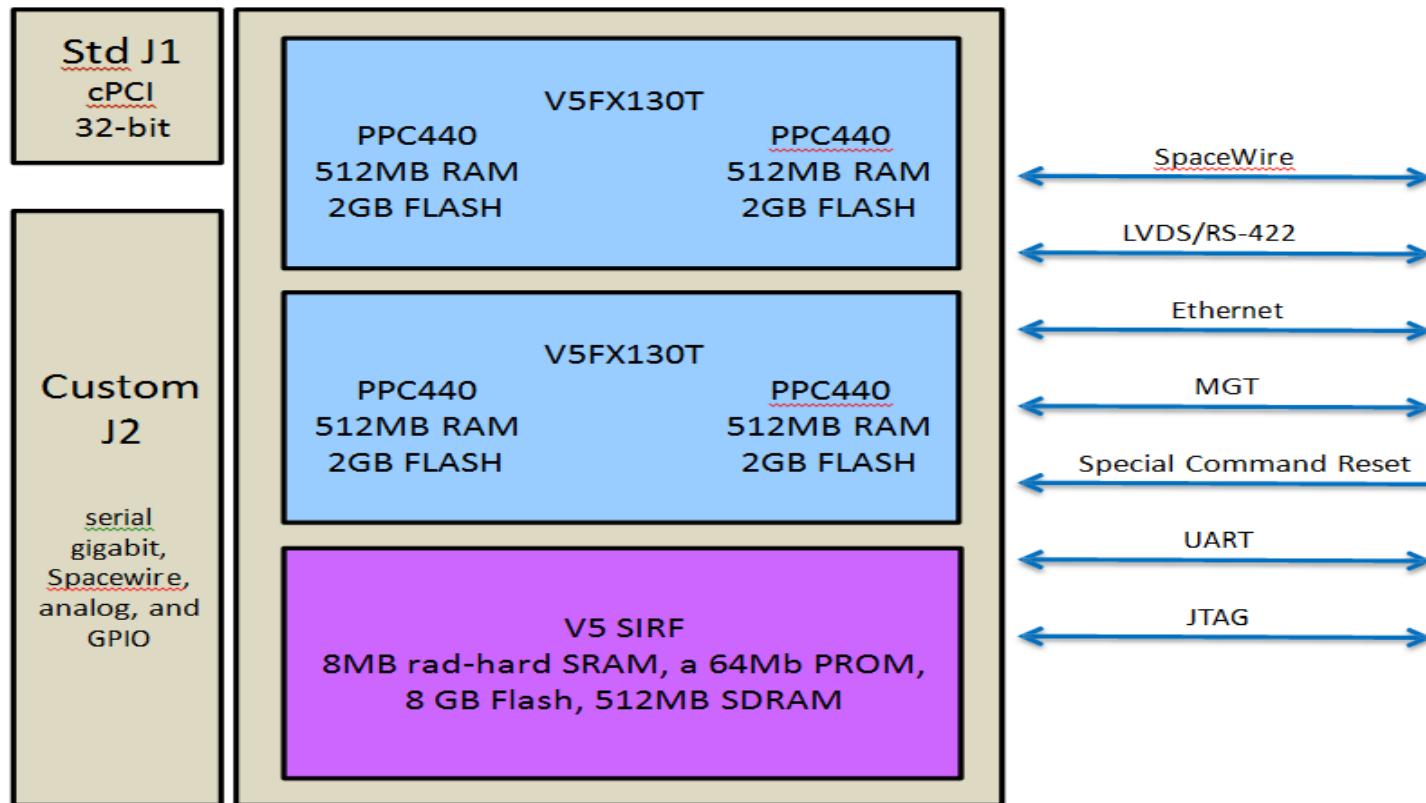 Std J1
cPCI
32-bit
Custom
J2
serial
gigabit,
Spacewire,
analog, and
GPIO
V5FX130T
PPC440
512MB RAM
2GB FLASH
PPC440
512MB RAM
2GB FLASH
V5FX130T
PPC440
512MB RAM
2GB FLASH
PPC440
512MB RAM
2GB FLASH
V5 SIRF
8MB rad-hard SRAM, a 64Mb PROM,
8 GB Flash, 512MB SDRAM
SpaceWire
LVDS/RS-422
Ethernet
MGT
Special Command Reset
UART
JTAG